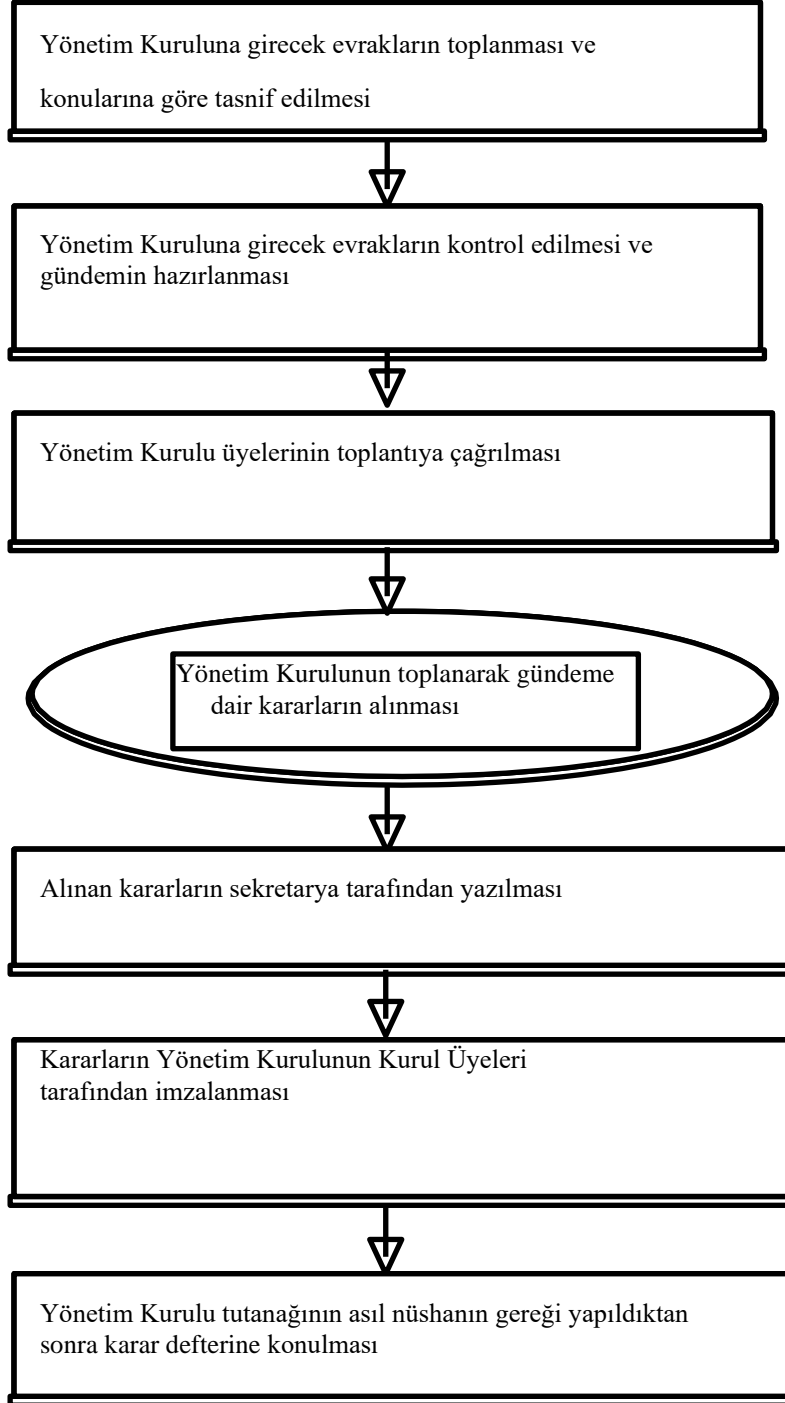 Yönetim Kuruluna girecek evrakların toplanması ve
konularına göre tasnif edilmesi
Yönetim Kuruluna girecek evrakların kontrol edilmesi ve
gündemin hazırlanması
Yönetim Kurulu üyelerinin toplantıya çağrılması
Yönetim Kurulunun toplanarak gündeme
dair kararların alınması
Alınan kararların sekretarya tarafından yazılması
Kararların Yönetim Kurulunun Kurul Üyeleri
tarafından imzalanması
Yönetim Kurulu tutanağının asıl nüshanın gereği yapıldıktan
sonra karar defterine konulması